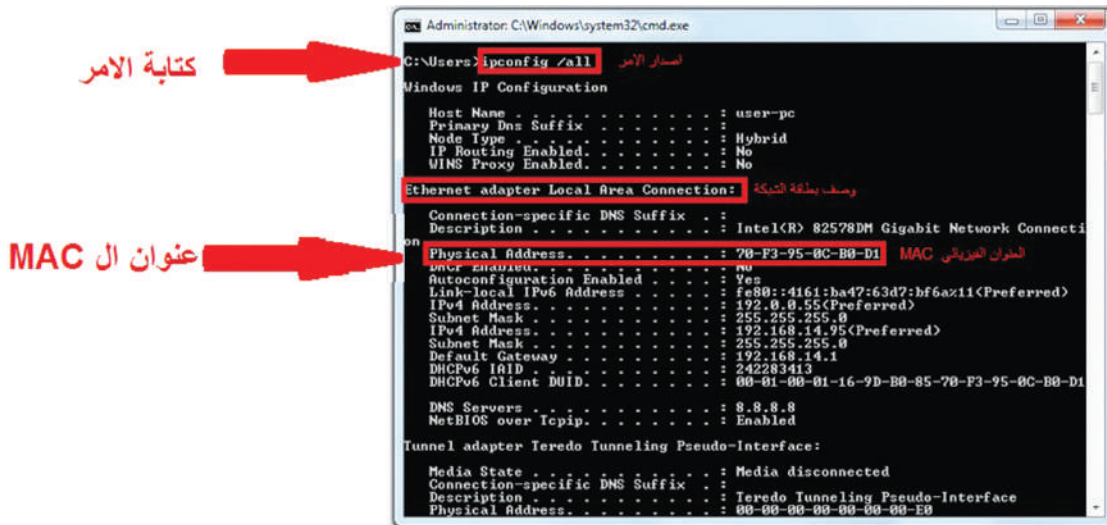 Administrator: C:\Windows\system32\cmd.exe
كتابة الامر
C:\Users>ipconfig /all اصدار الامر
Windows IP Configuration
Host Name . . . . . . . . . . . . : user-pc
Primary Dns Suffix . . . . . . . :
Node Type . . . . . . . . . . . . : Hybrid
IP Routing Enabled. . . . . . . . : No
WINS Proxy Enabled. . . . . . . . : No
Ethernet adapter Local Area Connection: وصف بطاقة الشبكة
Connection-specific DNS Suffix . :
Description . . . . . . . . . . . : Intel(R) 82578DM Gigabit Network Connecti
on
عنوان ال MAC
Physical Address. . . . . . . . . : 70-F3-95-0C-B0-D1 العنوان الفيزيائي MAC
DHCP Enabled. . . . . . . . . . . : No
Autoconfiguration Enabled . . . . : Yes
Link-local IPv6 Address . . . . . : fe80::4161:ba47:63d7:bf6a%11(Preferred)
IPv4 Address. . . . . . . . . . . : 192.0.0.55(Preferred)
Subnet Mask . . . . . . . . . . . : 255.255.255.0
IPv4 Address. . . . . . . . . . . : 192.168.14.95(Preferred)
Subnet Mask . . . . . . . . . . . : 255.255.255.0
Default Gateway . . . . . . . . . : 192.168.14.1
DHCPv6 IAID . . . . . . . . . . . : 242283413
DHCPv6 Client DUID. . . . . . . . : 00-01-00-01-16-9D-B0-85-70-F3-95-0C-B0-D1
DNS Servers . . . . . . . . . . . : 8.8.8.8
NetBIOS over Tcpip. . . . . . . . : Enabled
Tunnel adapter Teredo Tunneling Pseudo-Interface:
Media State . . . . . . . . . . . : Media disconnected
Connection-specific DNS Suffix . :
Description . . . . . . . . . . . : Teredo Tunneling Pseudo-Interface
Physical Address. . . . . . . . . : 00-00-00-00-00-00-00-E0